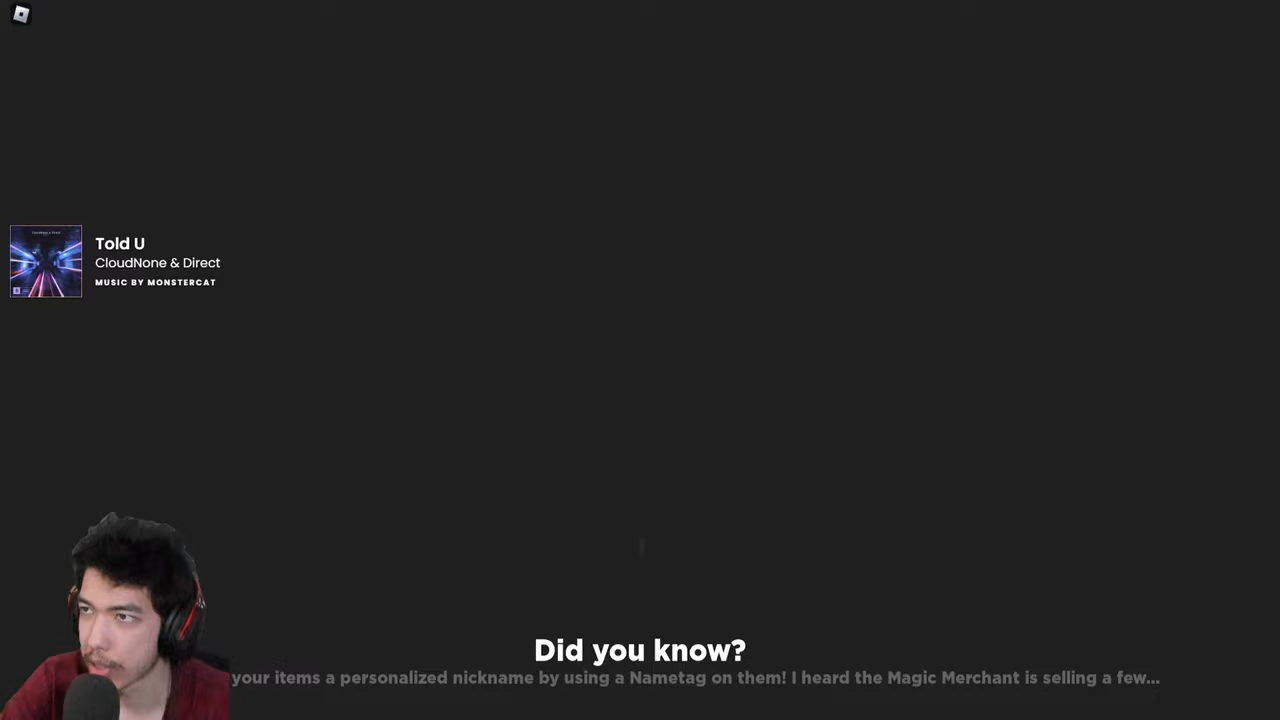 Told U
CloudNone & Direct
MUSIC BY MONSTERCAT
Did you know?
your items a personalized nickname by using a Nametag on them! I heard the Magic Merchant is selling a few...